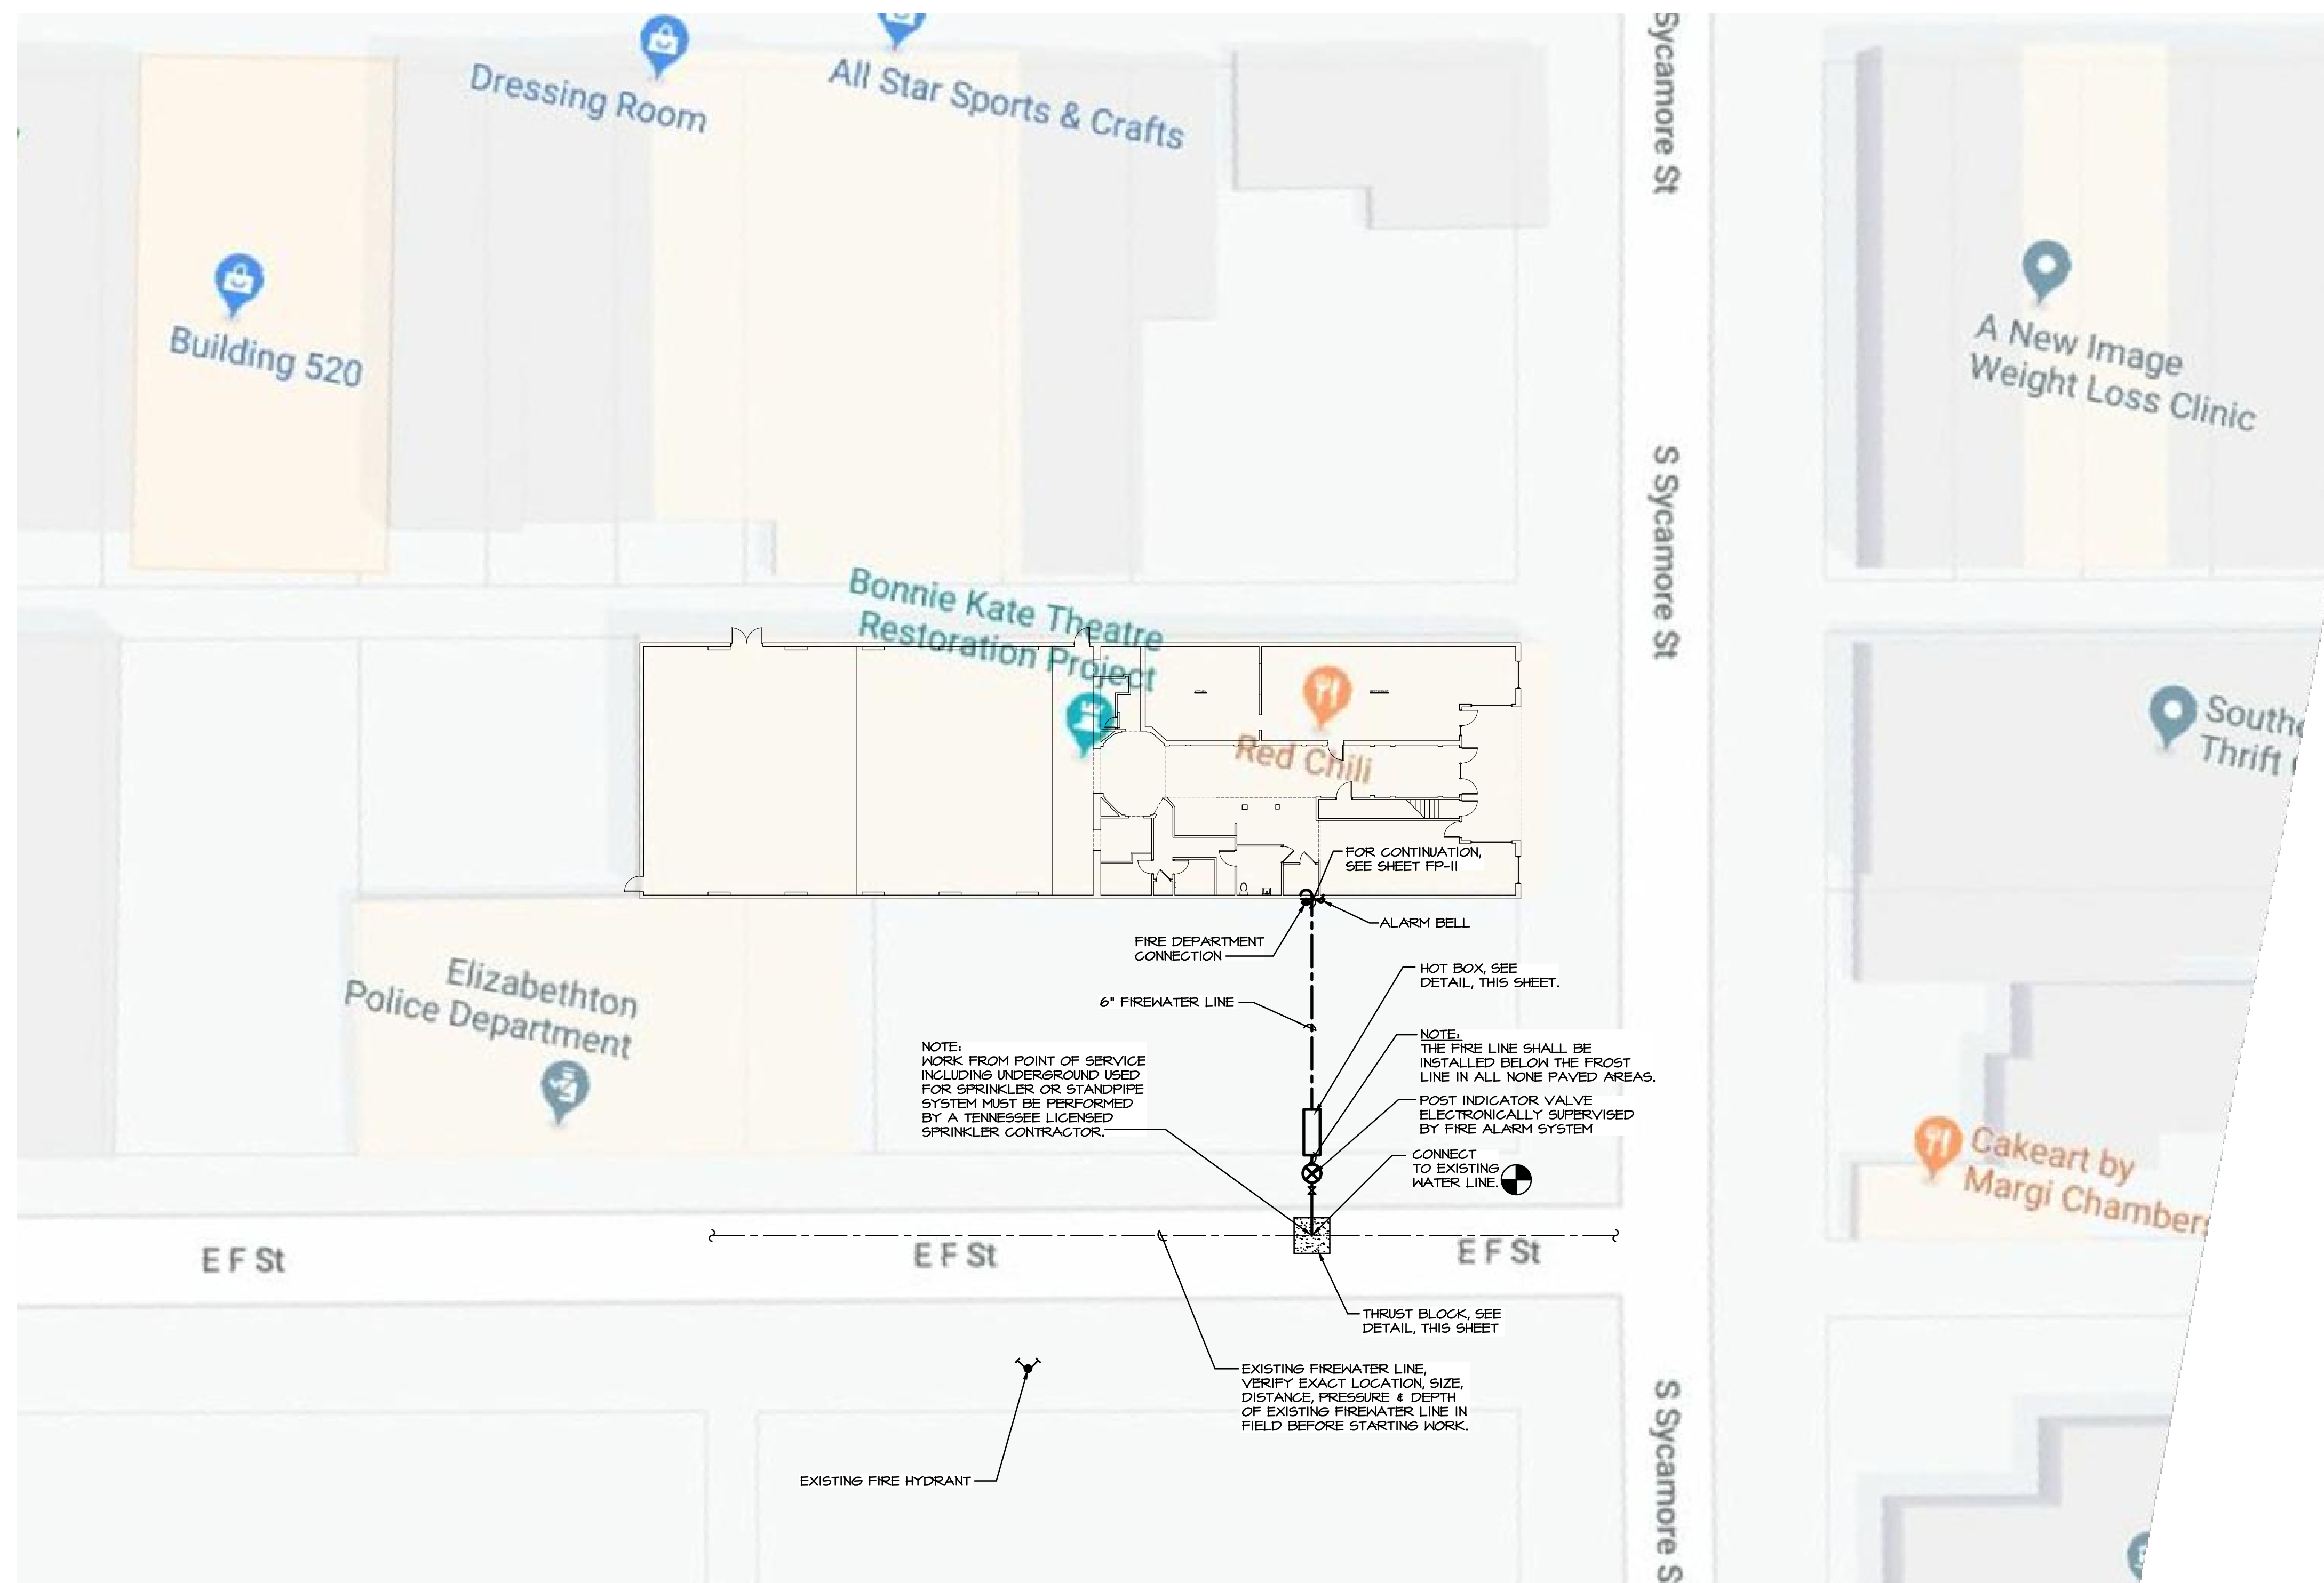 Dressing Room
All Star Sports & Crafts
Sycamore St
Building 520
A New Image
Weight Loss Clinic
S Sycamore St
Bonnie Kate Theatre
Restoration Project
Red Chili
Thrift
FOR CONTINUATION,
SEE SHEET FP-11
ALARM BELL
FIRE DEPARTMENT
CONNECTION
HOT BOX, SEE
DETAIL, THIS SHEET.
6" FIREWATER LINE
Elizabethton
Police Department
NOTE:
WORK FROM POINT OF SERVICE
INCLUDING UNDERGROUND USED
FOR SPRINKLER OR STANDPIPE
SYSTEM MUST BE PERFORMED
BY A TENNESSEE LICENSED
SPRINKLER CONTRACTOR.
NOTE:
THE FIRE LINE SHALL BE
INSTALLED BELOW THE FROST
LINE IN ALL NONE PAVED AREAS.
POST INDICATOR VALVE
ELECTRONICALLY SUPERVISED
BY FIRE ALARM SYSTEM
CONNECT
TO EXISTING
WATER LINE.
Cakeart by
Margi Chambers
E F St
E F St
E F St
THRUST BLOCK, SEE
DETAIL, THIS SHEET
EXISTING FIREWATER LINE,
VERIFY EXACT LOCATION, SIZE,
DISTANCE, PRESSURE & DEPTH
OF EXISTING FIREWATER LINE IN
FIELD BEFORE STARTING WORK.
EXISTING FIRE HYDRANT
S Sycamore S